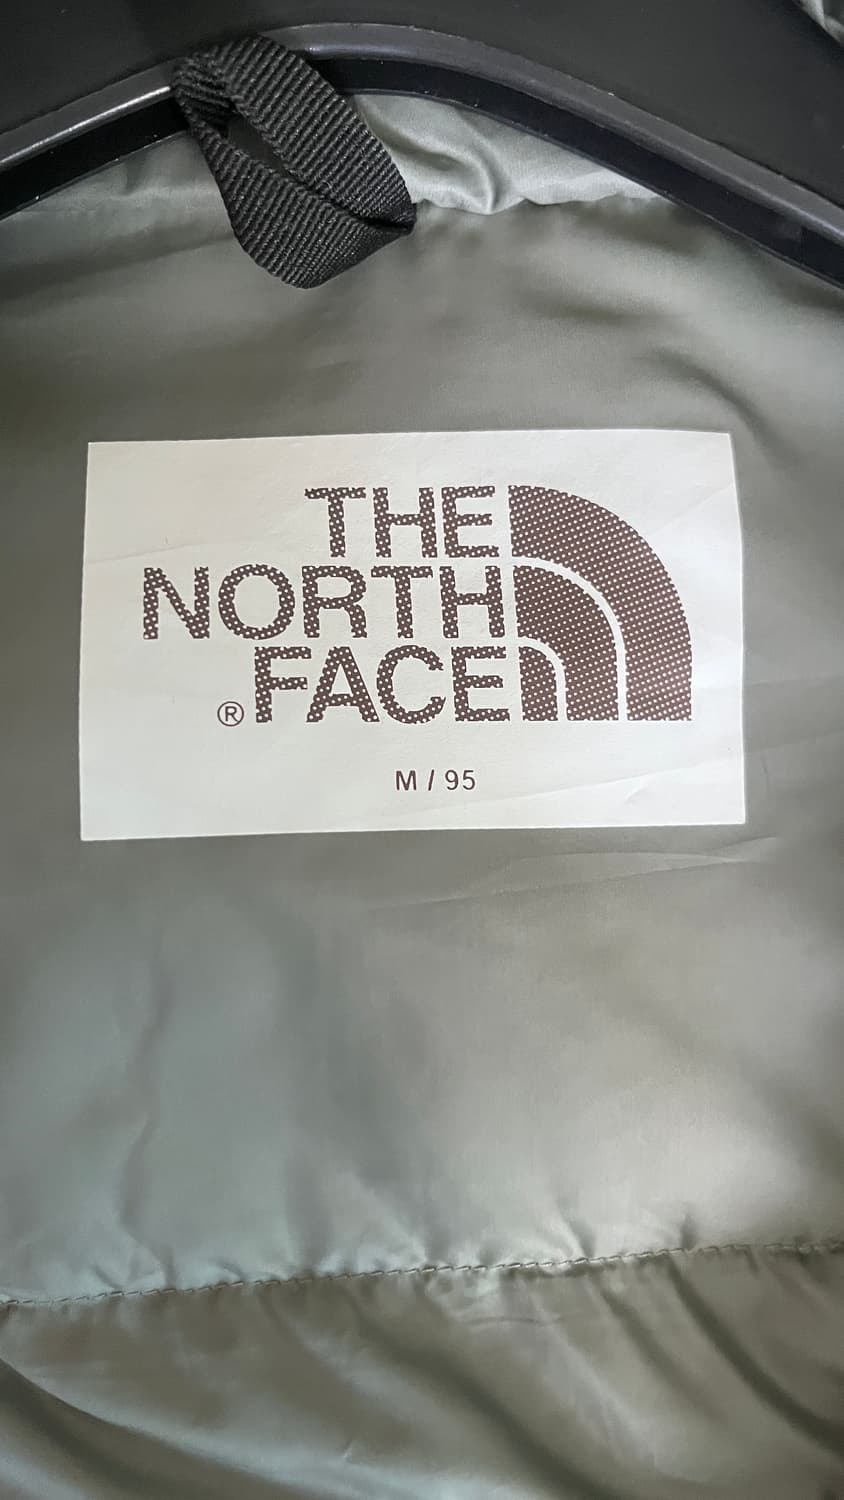 THE
NORTH
® FACE
M / 95